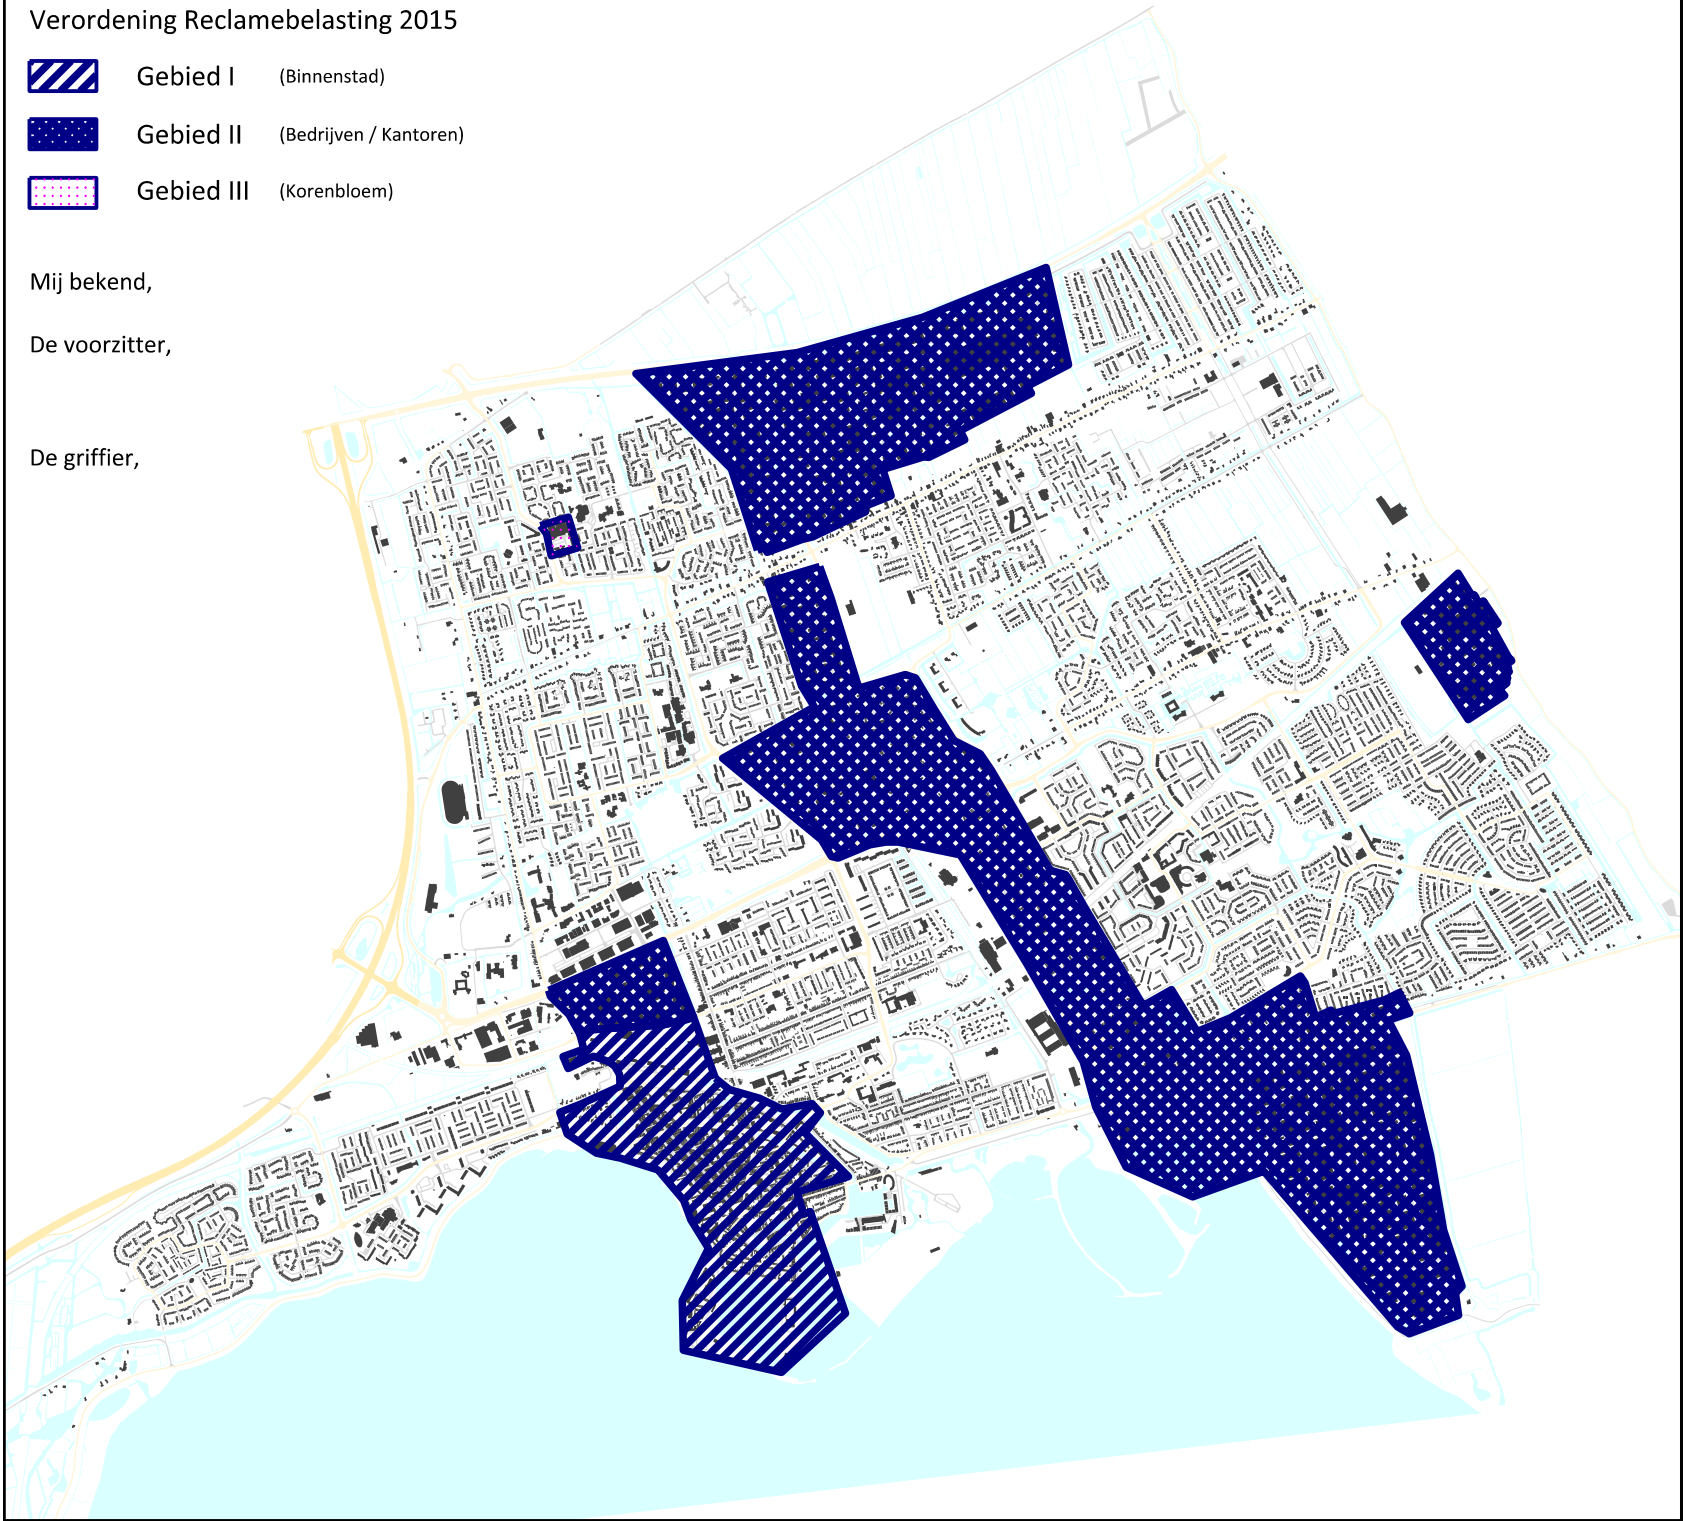 Verordening Reclamebelasting 2015
Gebied I (Binnenstad)
Gebied II (Bedrijven / Kantoren)
Gebied III (Korenbloem)
Mij bekend,
De voorzitter,
De griffier,